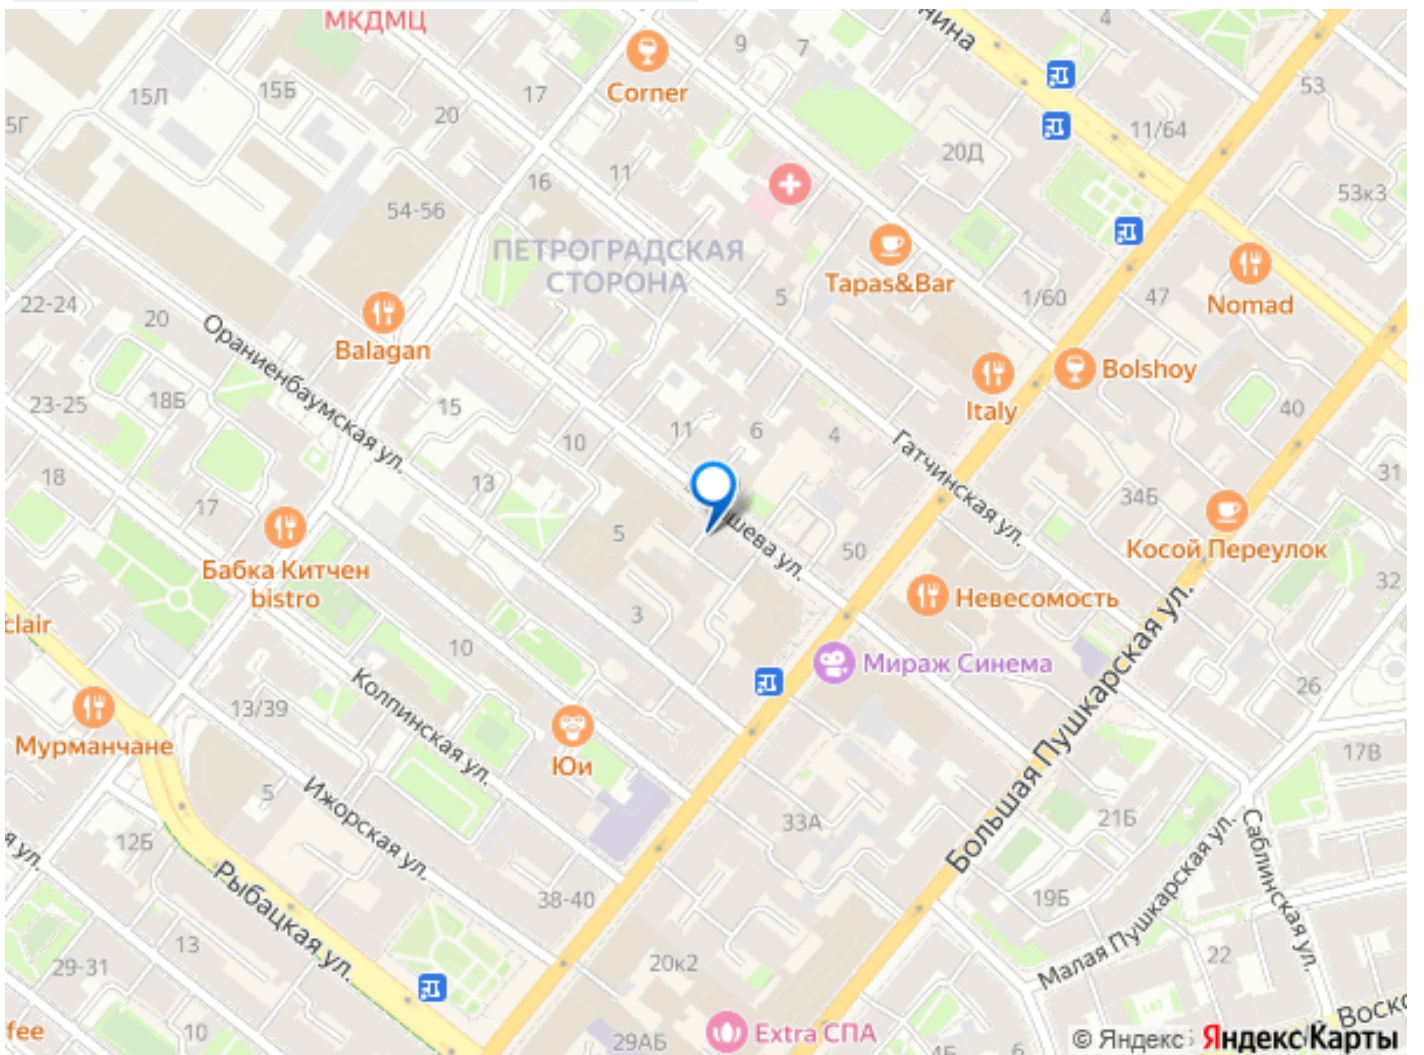 МКДМЦ
нина
4
9
7
Corner
15Л
15Б
17
53
5Г
20
11/64
20Д
11
16
53к3
54-56
ПЕТРОГРАДСКАЯ
СТОРОНА
Tapas&Bar
5
1/60
47
Nomad
22-24
20
Balagan
Ораниенбаумская ул.
Bolshoy
Italy
23-25
18Б
15
40
10
11
6
4
Гатчинская ул.
31
18
17
13
34Б
Косой Переулок
5
шева ул.
50
Бабка Китчен
bistro
32
Невесомость
clair
3
10
Мираж Синема
26
Большая Пушкарская ул.
Колпинская ул.
13/39
Мурманчане
Юи
17В
5
Ижорская ул.
33А
21Б
12Б
я ул.
Рыбацкая ул.
38-40
19Б
Малая Пушкарская ул.
Саблинская ул.
13
29-31
20к2
22
fee
10
29АБ
Extra СПА
4Б
6
Воско
© Яндекс Яндекс Карты